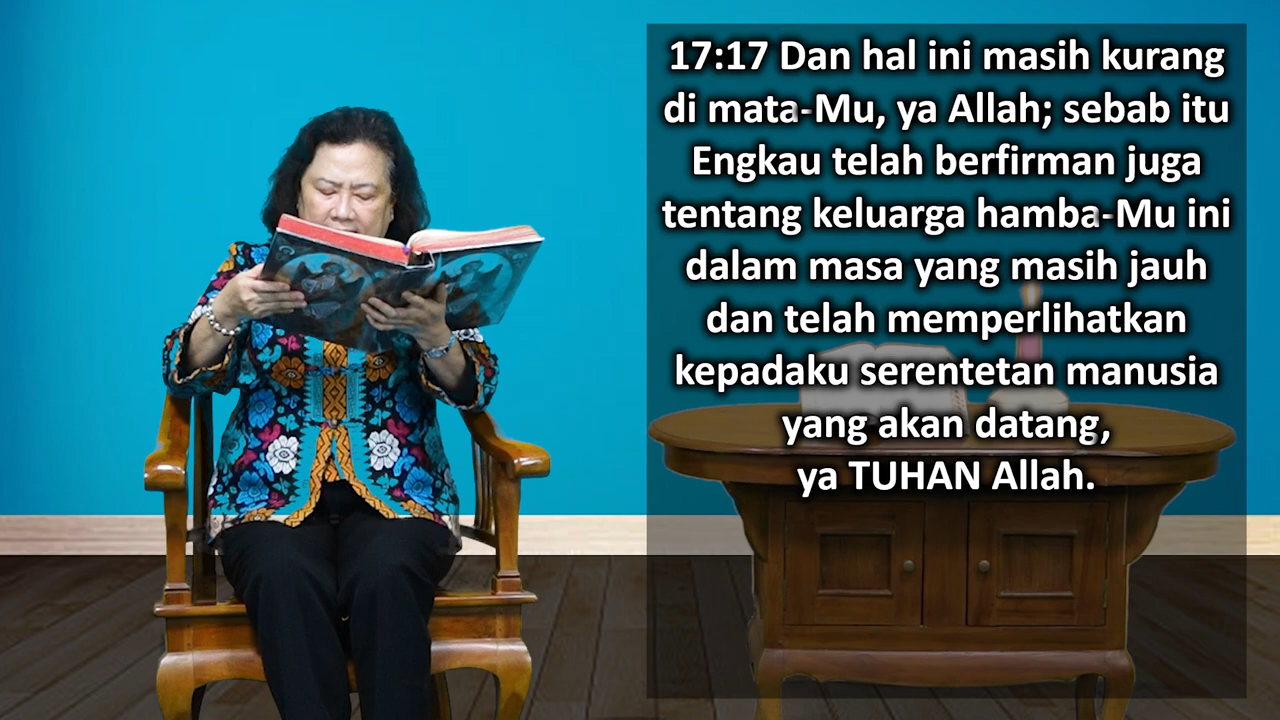 17:17 Dan hal ini masih kurang
di mata-Mu, ya Allah; sebab itu
Engkau telah berfirman juga
tentang keluarga hamba-Mu ini
dalam masa yang masih jauh
dan telah memperlihatkan
kepadaku serentetan manusia
yang akan datang,
ya TUHAN Allah.